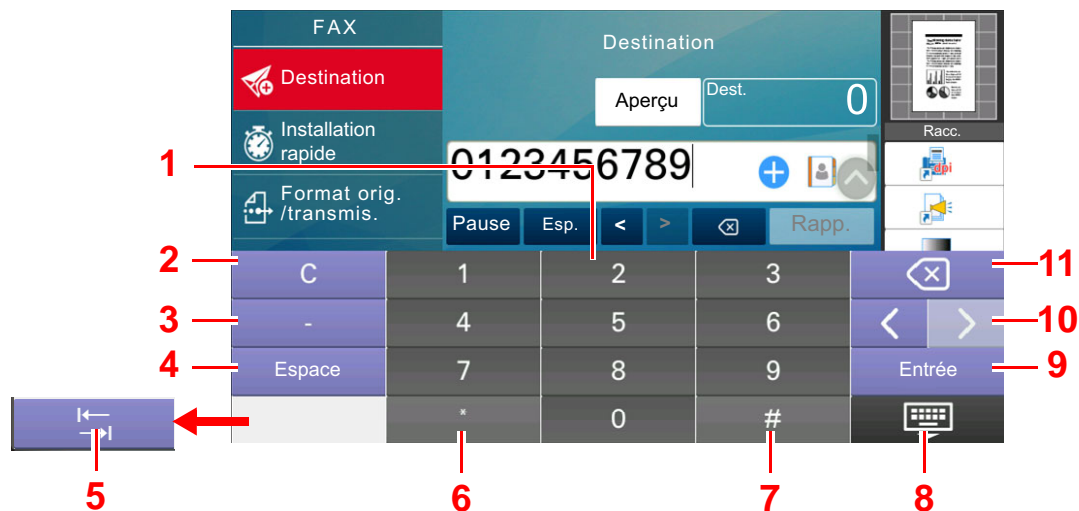 FAX
Destination
Installation
rapide
Format orig.
/transmis.
Destination
Aperçu
Dest.
0
0123456789
Pause
Esp.
<
>
Rapp.
Racc.
dpi
C
1
2
3
-
4
5
6
Espace
7
8
9
Entrée
*
0
#
1
2
3
4
5
6
7
8
9
10
11